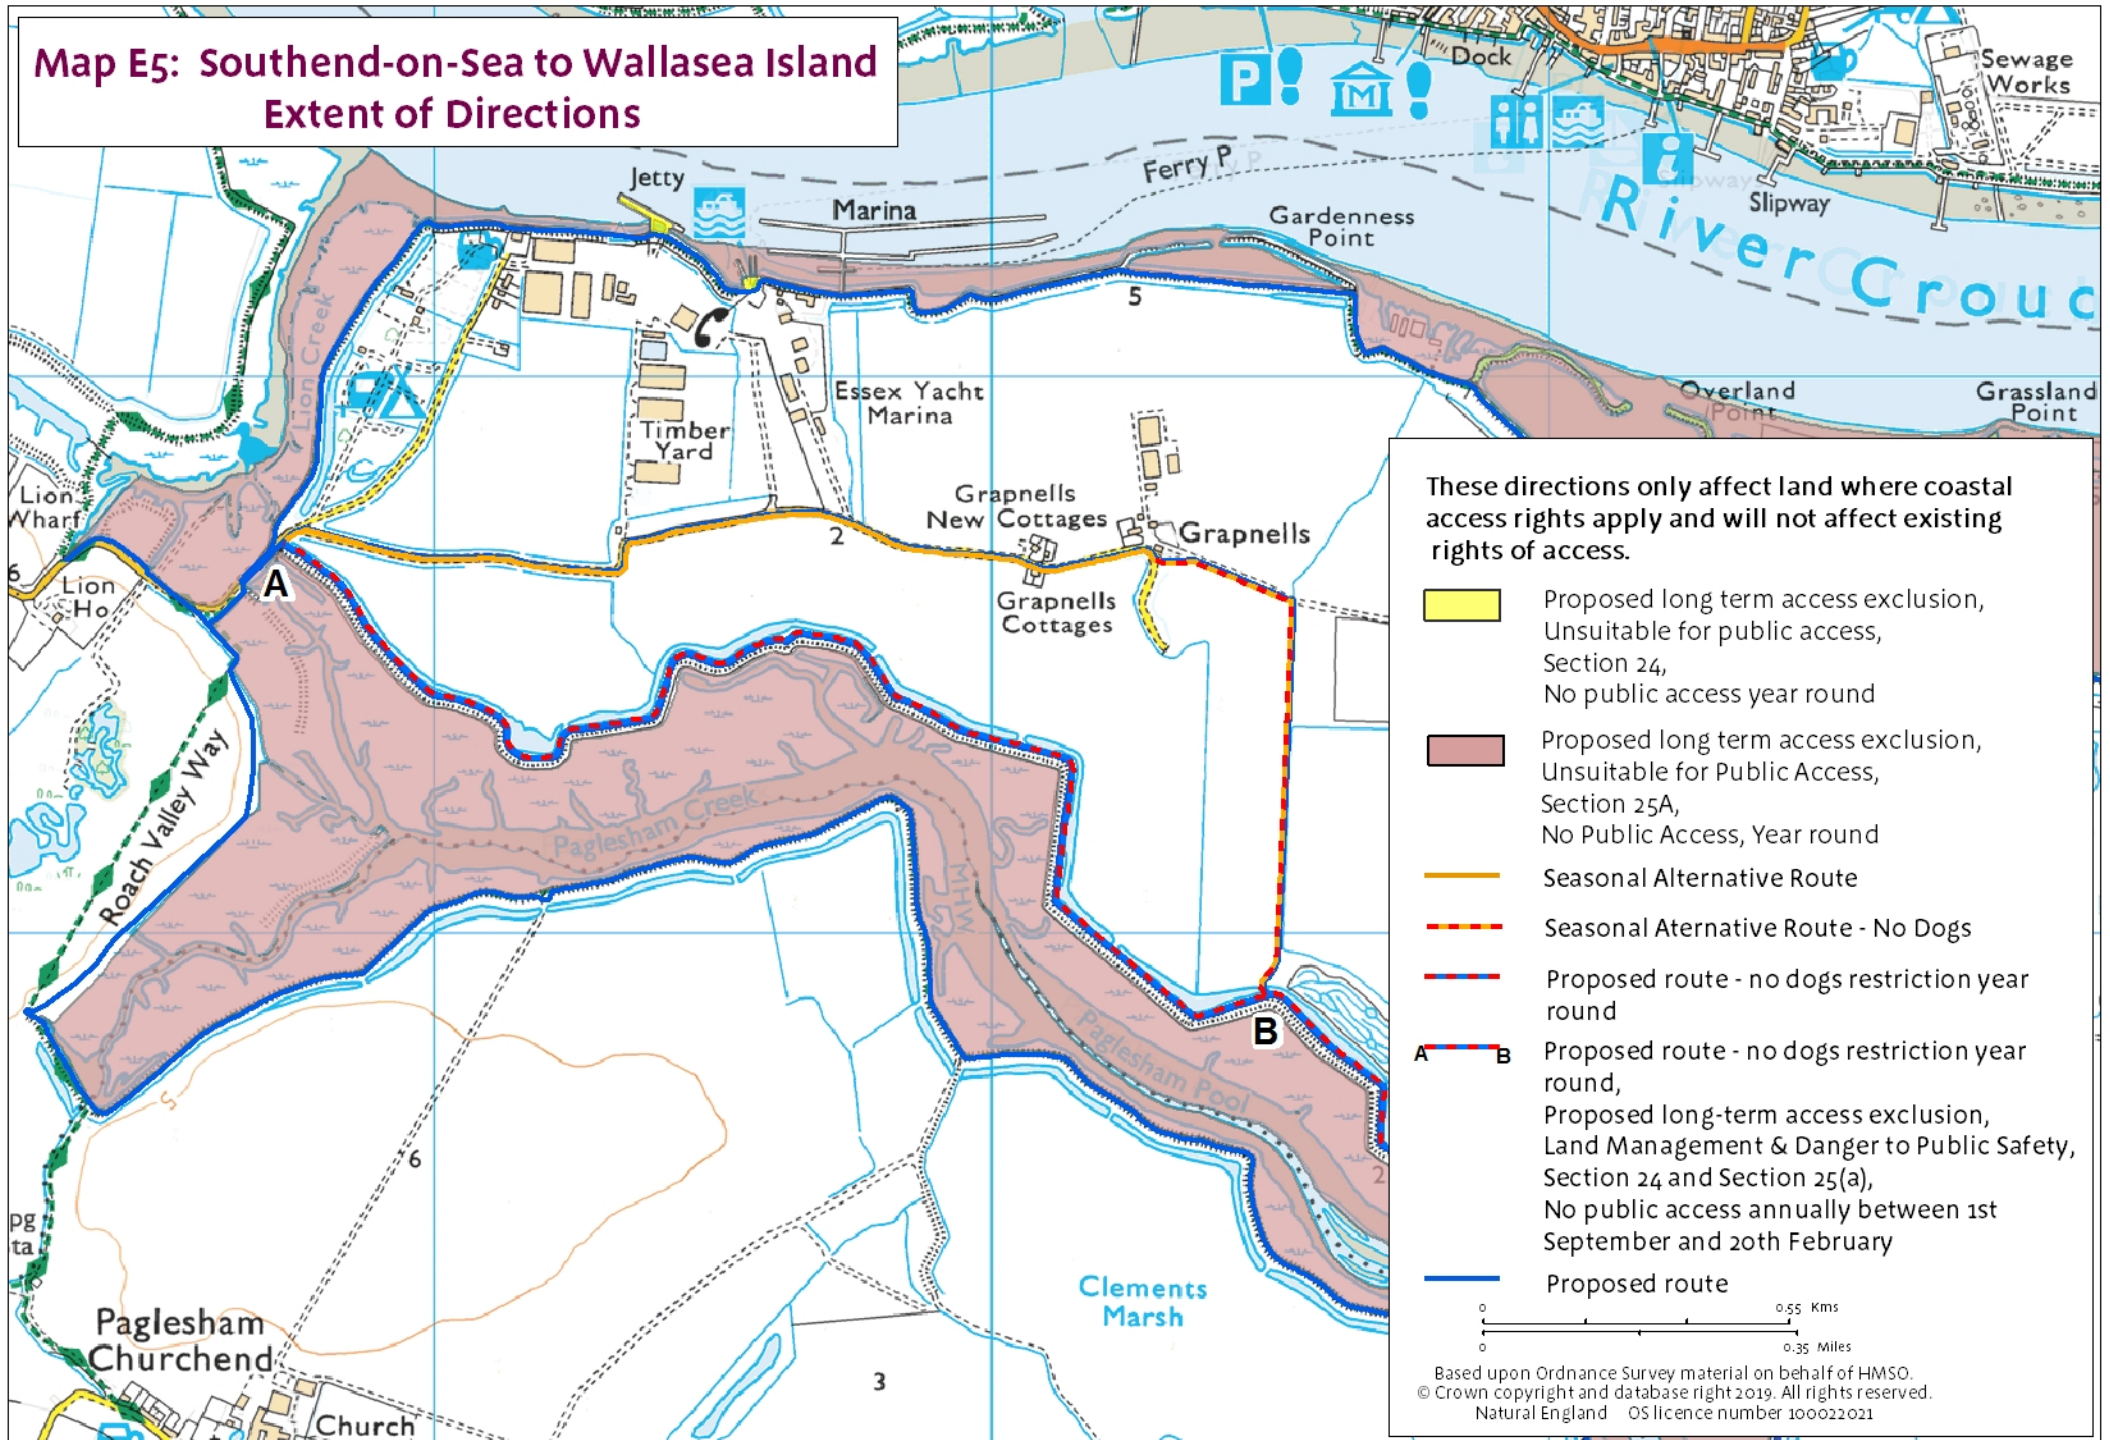 Map E5: Southend-on-Sea to Wallasea Island
Extent of Directions
Dock
Sewage
Works
P
M
i
Ferry P
Slipway
Slipway
River Crouc
Jetty
Marina
Gardenness
Point
5
Lion Creek
Essex Yacht
Marina
Timber
Yard
Overland
Point
Grassland
Point
Lion
Wharf
6
Lion
Ho
A
2
Grapnells
New Cottages
Grapnells
Grapnells
Cottages
Roach Valley Way
Paglesham Creek
MHW
B
Paglesham Pool
2
5
6
pg
sta
Clements
Marsh
Paglesham
Churchend
3
Church
These directions only affect land where coastal
access rights apply and will not affect existing
rights of access.
Proposed long term access exclusion,
Unsuitable for public access,
Section 24,
No public access year round
Proposed long term access exclusion,
Unsuitable for Public Access,
Section 25A,
No Public Access, Year round
Seasonal Alternative Route
Seasonal Aternative Route - No Dogs
Proposed route - no dogs restriction year
round
A B Proposed route - no dogs restriction year
round,
Proposed long-term access exclusion,
Land Management & Danger to Public Safety,
Section 24 and Section 25(a),
No public access annually between 1st
September and 20th February
Proposed route
0 0.55 Kms
0 0.35 Miles
Based upon Ordnance Survey material on behalf of HMSO.
© Crown copyright and database right 2019. All rights reserved.
Natural England OS licence number 100022021